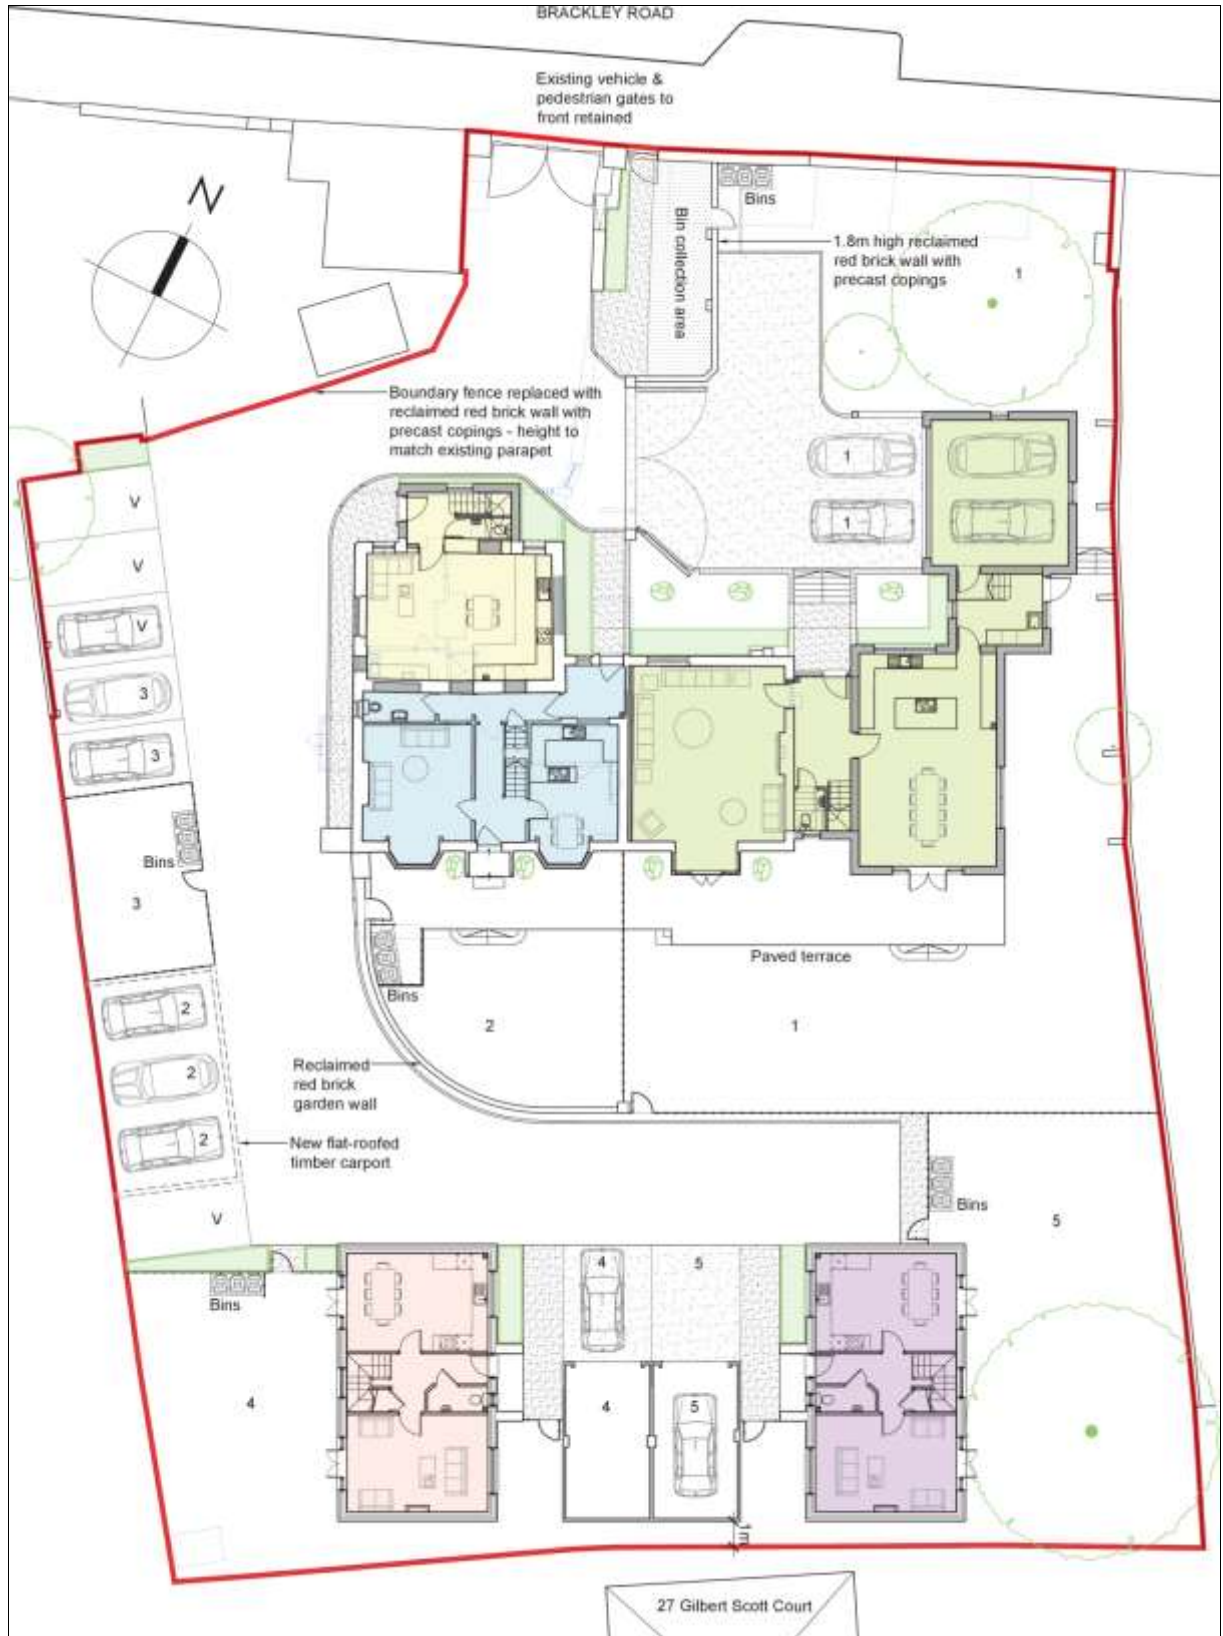 BRACKLEY ROAD
Existing vehicle &
pedestrian gates to
front retained
N
Bins
Bin collection area
1.8m high reclaimed
red brick wall with
precast copings
1
Boundary fence replaced with
reclaimed red brick wall with
precast copings - height to
match existing parapet
1
1
V
V
V
3
3
Bins
3
Paved terrace
Bins
2
1
2
2
2
Reclaimed
red brick
garden wall
New flat-roofed
timber carport
V
Bins
5
Bins
4
5
4
4
5
1m
27 Gilbert Scott Court